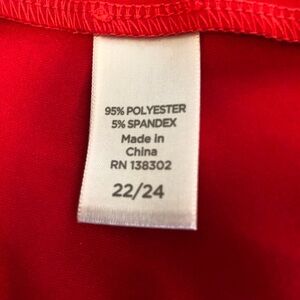 95% POLYESTER
5% SPANDEX
Made in
China
RN 138302
22/24